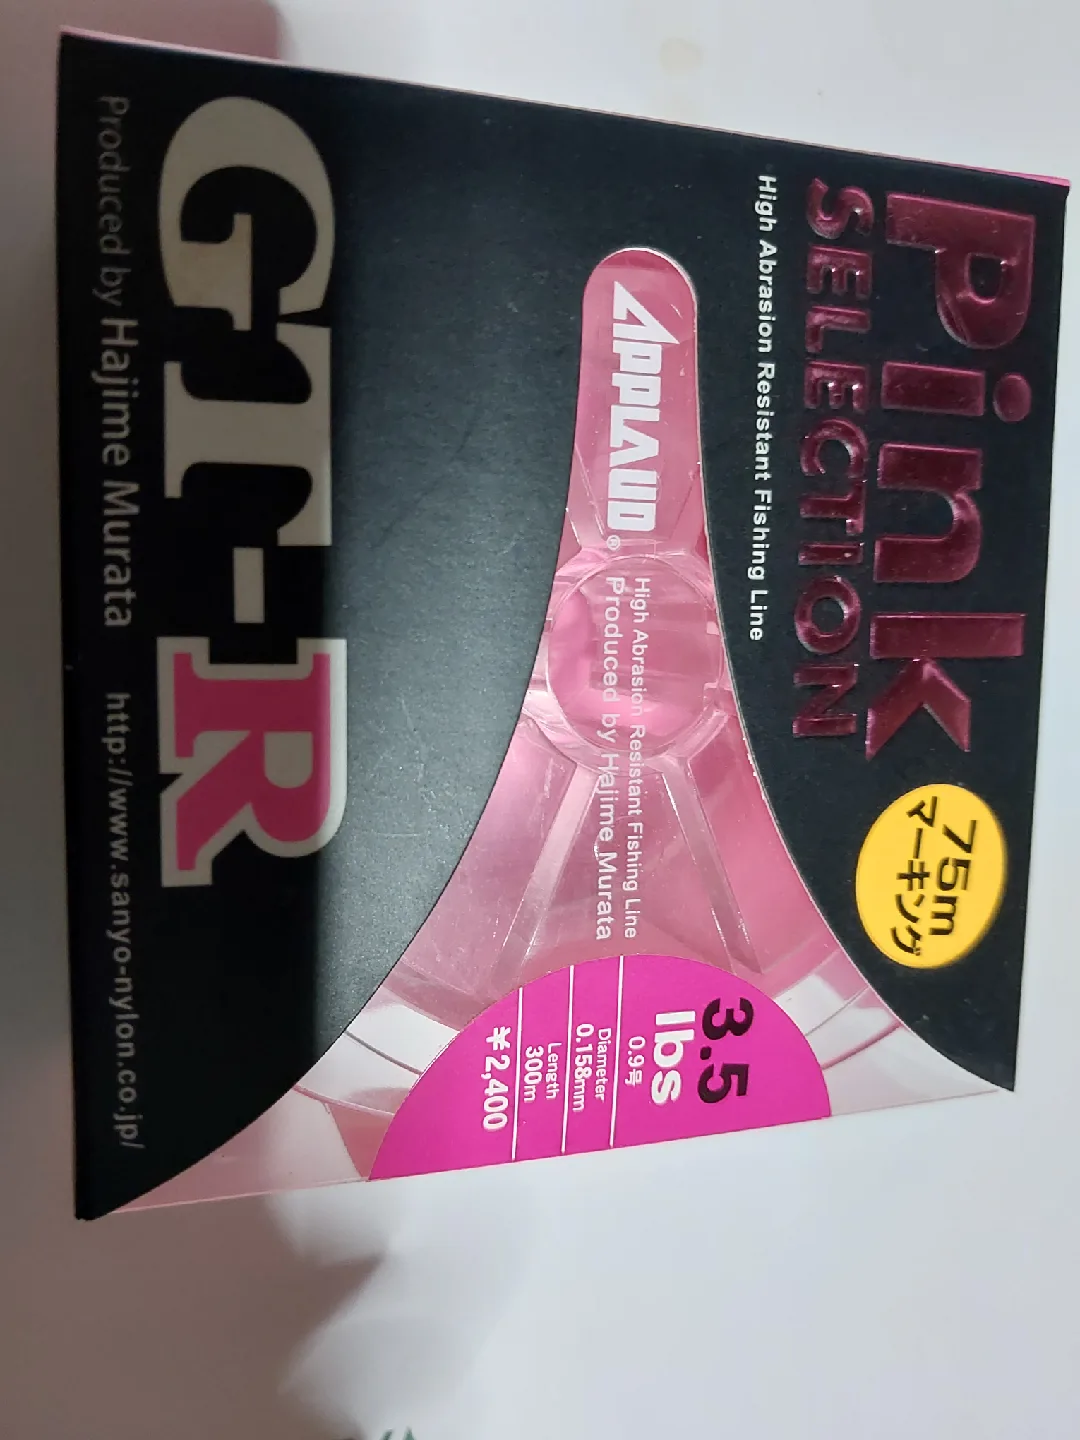 Pink
SELECTION
High Abrasion Resistant Fishing Line
75m
マーキング
APPLAUD®
High Abrasion Resistant Fishing Line
Produced by Hajime Murata
3.5
lbs
0.9号
Diameter
0.158mm
Length
300m
¥2,400
GT-R
Produced by Hajime Murata http://www.sanyo-nylon.co.jp/